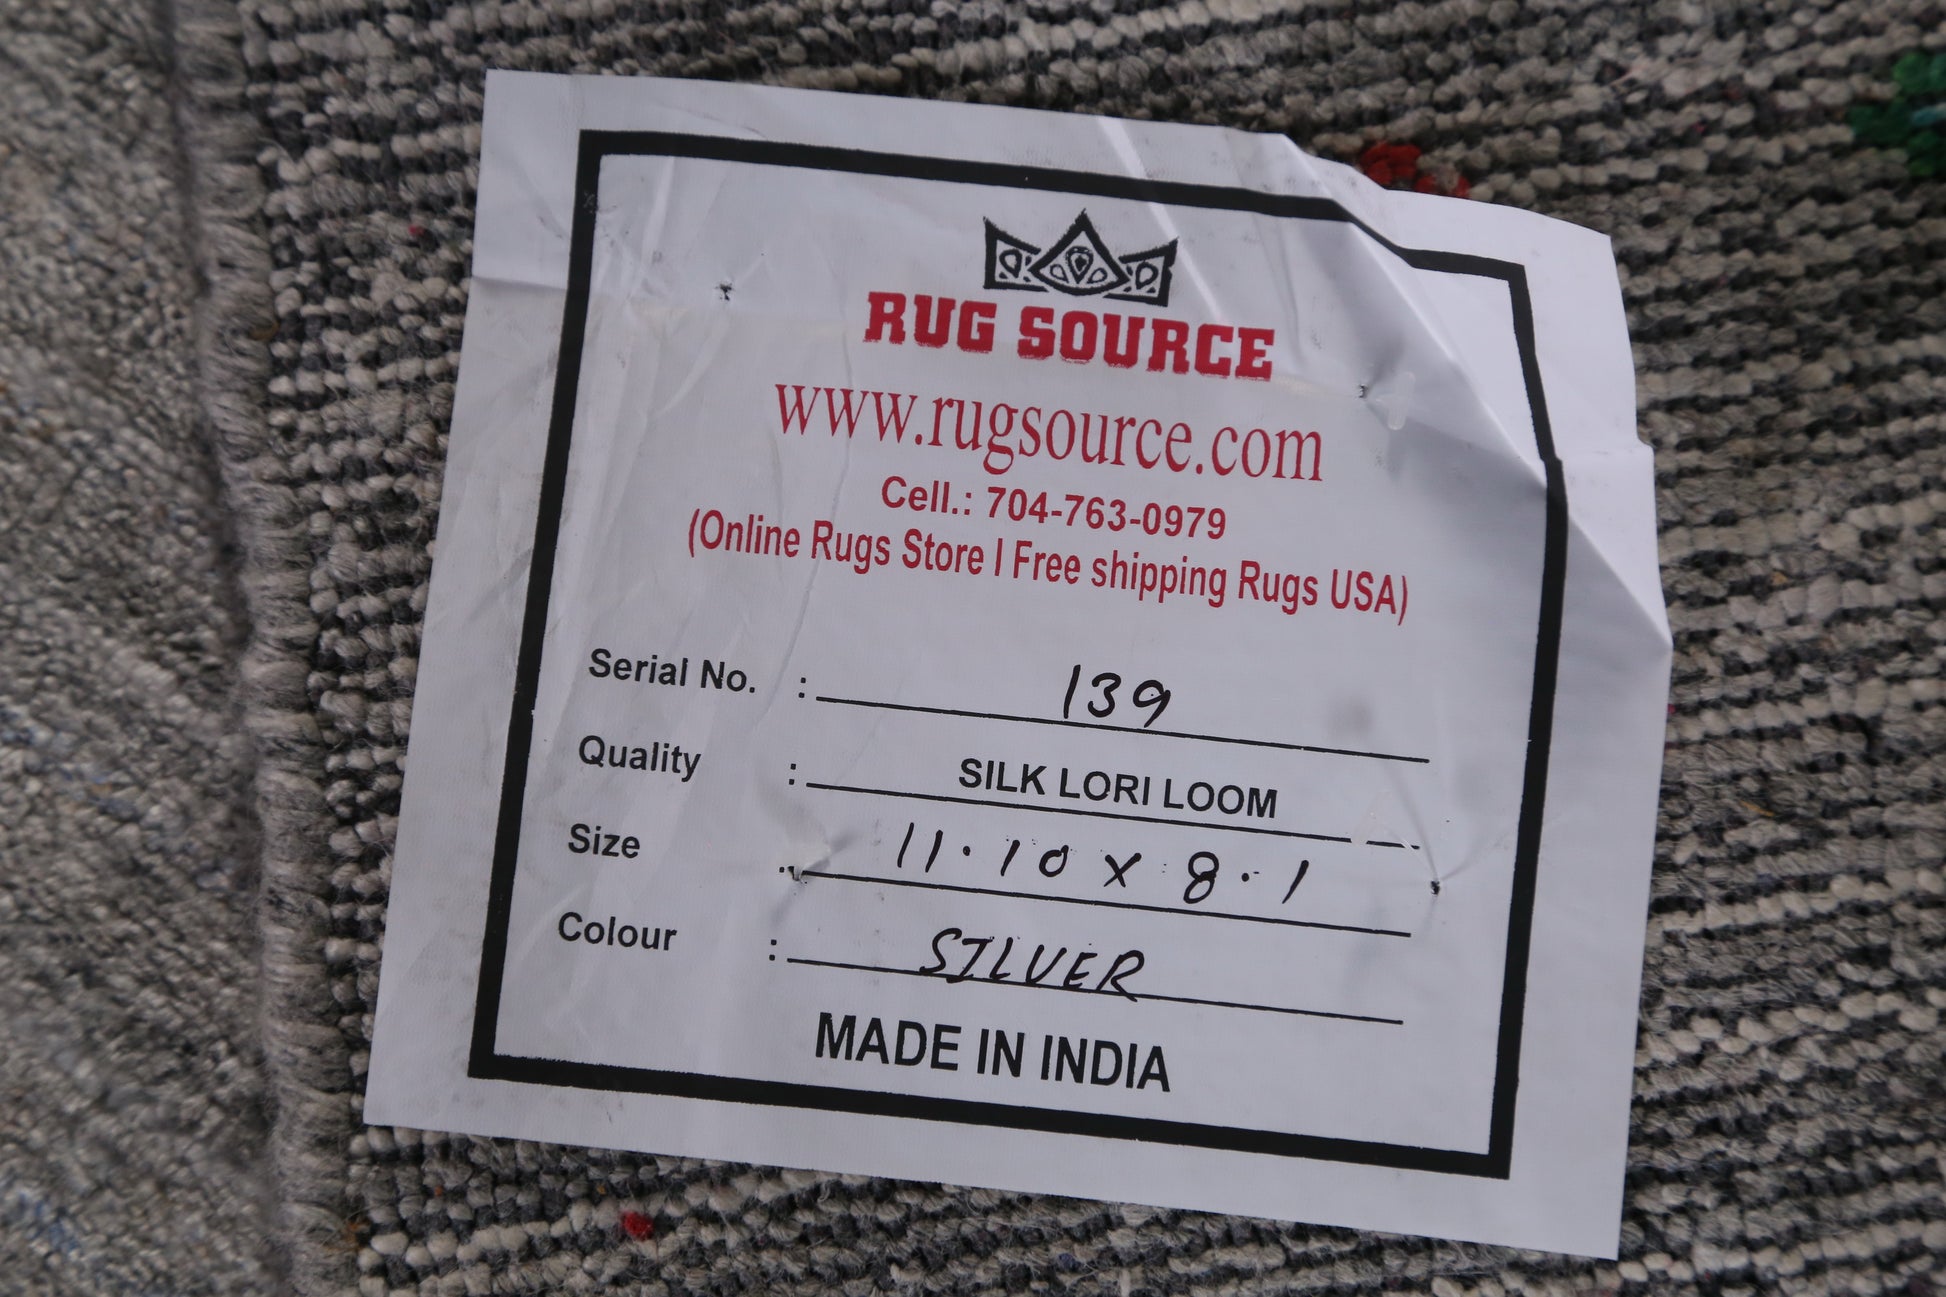 RUG SOURCE
www.rugsource.com
Cell.: 704-763-0979
(Online Rugs Store I Free shipping Rugs USA)
Serial No. : 139
Quality : SILK LORI LOOM
Size : 11.10 x 8.1
Colour : SILVER
MADE IN INDIA